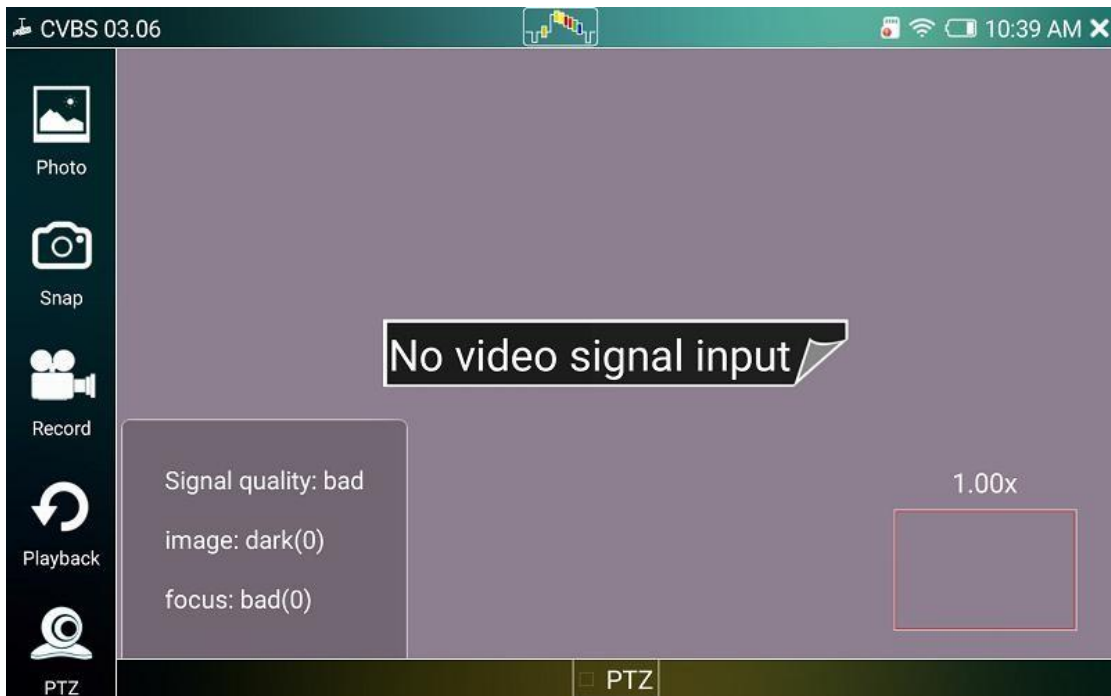 CVBS 03.06
10:39 AM
Photo
Snap
Record
Playback
PTZ
No video signal input
Signal quality: bad
image: dark(0)
focus: bad(0)
1.00x
PTZ